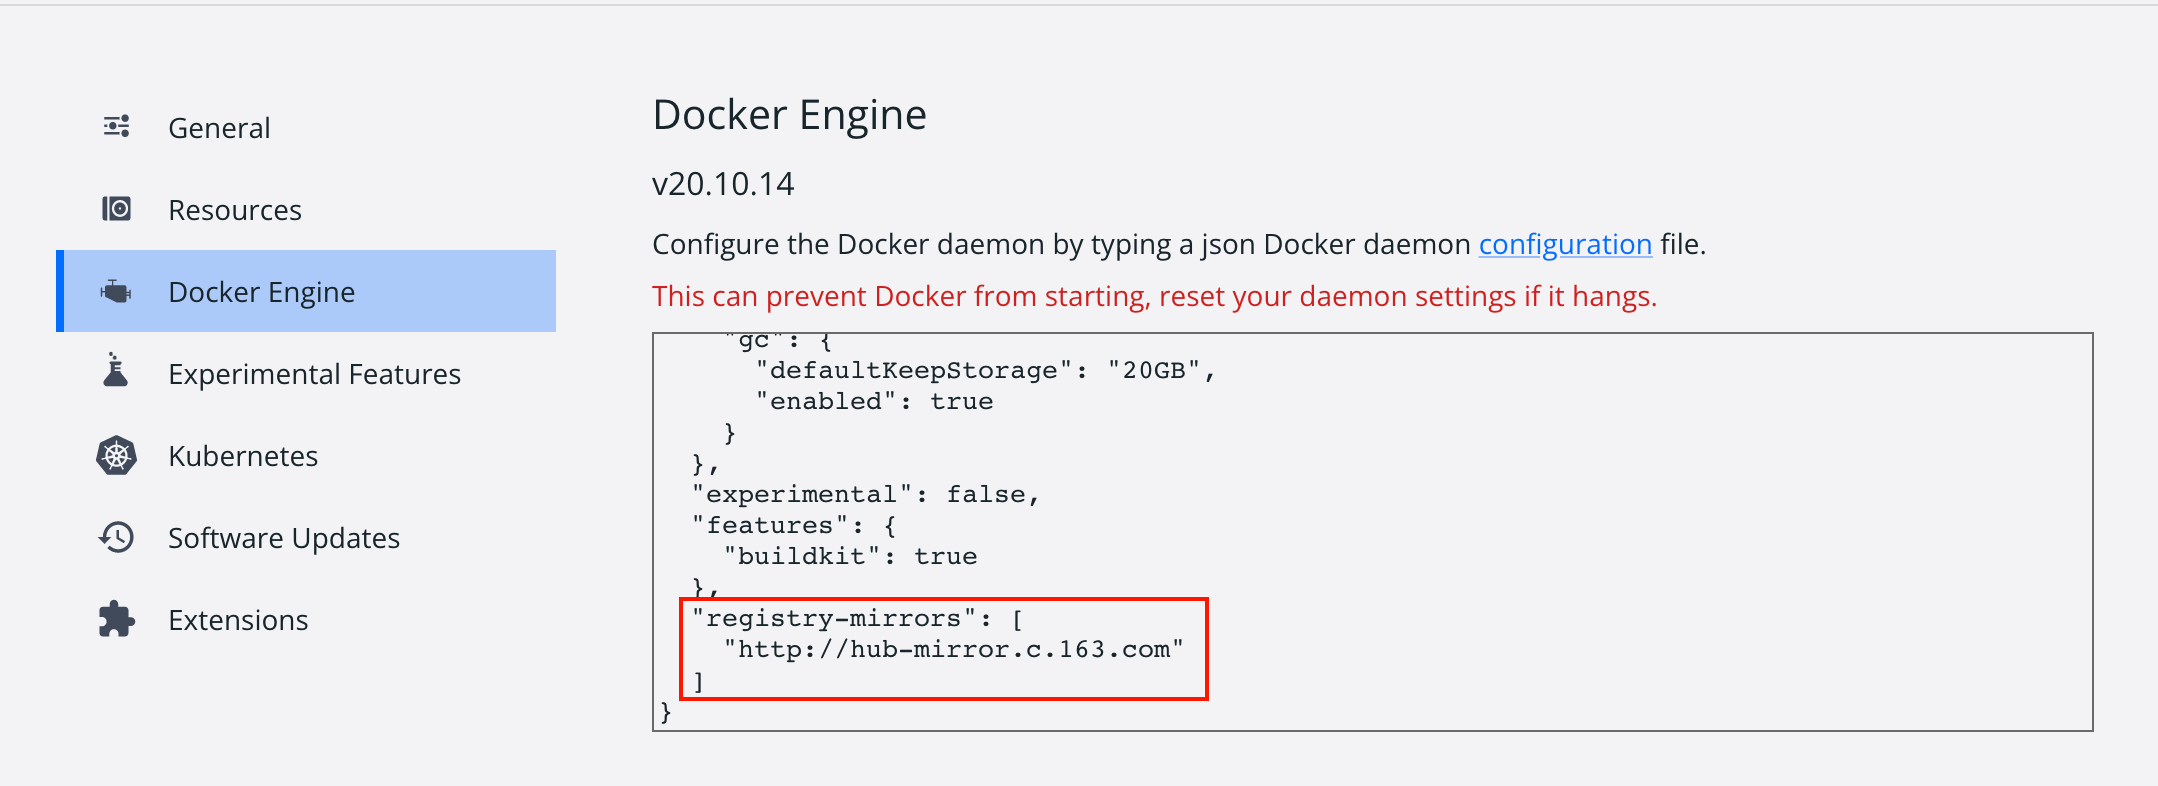 General
Resources
Docker Engine
Experimental Features
Kubernetes
Software Updates
Extensions
Docker Engine
v20.10.14
Configure the Docker daemon by typing a json Docker daemon configuration file.
This can prevent Docker from starting, reset your daemon settings if it hangs.
"gc": {
"defaultKeepStorage": "20GB",
"enabled": true
}
},
"experimental": false,
"features": {
"buildkit": true
},
"registry-mirrors": [
"http://hub-mirror.c.163.com"
]
}